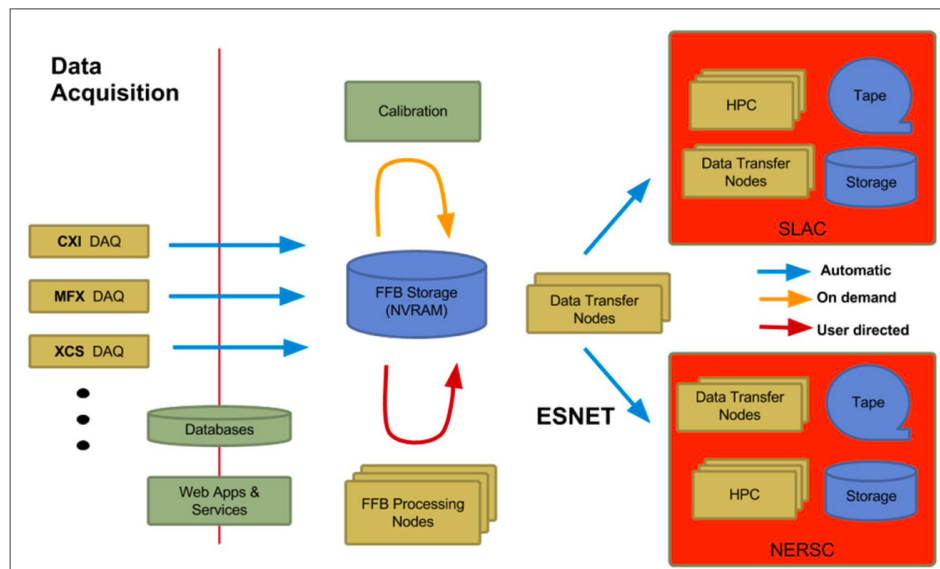 Data
Acquisition
CXI DAQ
MFX DAQ
XCS DAQ
Databases
Web Apps &
Services
Calibration
FFB Storage
(NVRAM)
FFB Processing
Nodes
Data Transfer
Nodes
ESNET
HPC
Tape
Data Transfer
Nodes
Storage
SLAC
Automatic
On demand
User directed
Data Transfer
Nodes
Tape
HPC
Storage
NERSC